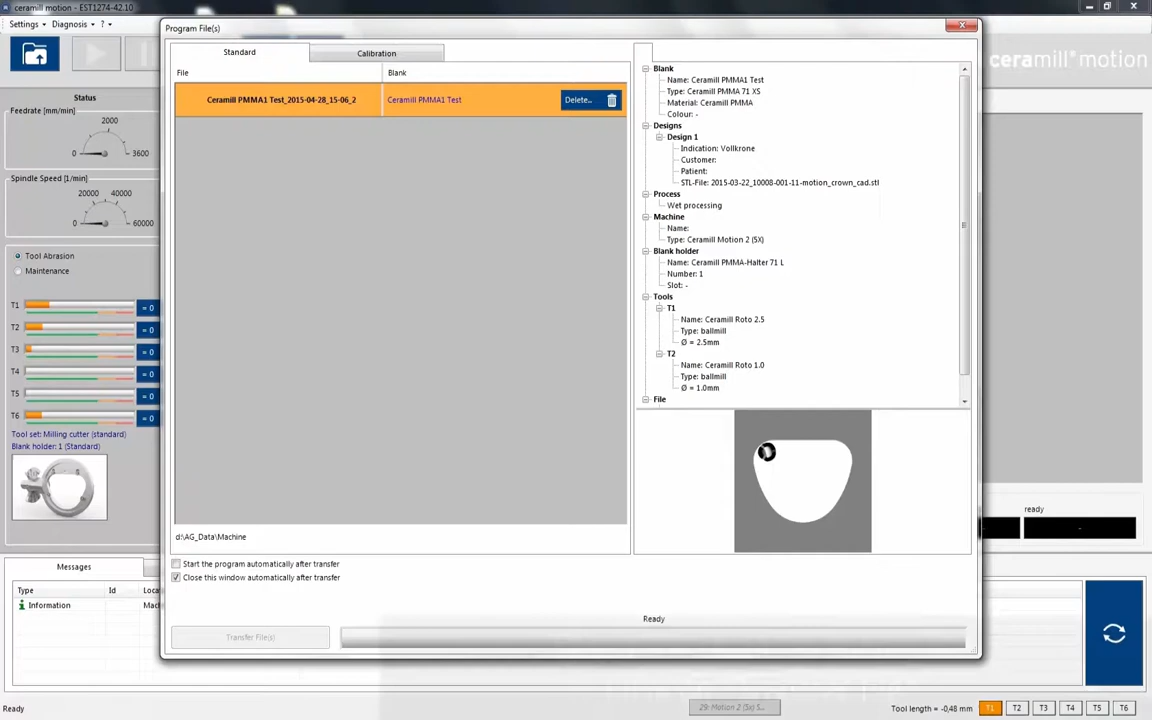 ceramill motion - EST1274-42.10
Settings Diagnosis ?
Program File(s)
Standard
Calibration
File
Blank
Ceramill PMMA1 Test_2015-04-28_15-06_2
Ceramill PMMA1 Test
Delete..
Blank
Name: Ceramill PMMA1 Test
Type: Ceramill PMMA 71 XS
Material: Ceramill PMMA
Colour: -
Designs
Design 1
Indication: Vollkrone
Customer:
Patient:
STL-File: 2015-03-22_10008-001-11-motion_crown_cad.stl
Process
Wet processing
Machine
Name:
Type: Ceramill Motion 2 (5X)
Blank holder
Name: Ceramill PMMA-Halter 71 L
Number: 1
Slot: -
Tools
T1
Name: Ceramill Roto 2.5
Type: ballmill
Ø = 2.5mm
T2
Name: Ceramill Roto 1.0
Type: ballmill
Ø = 1.0mm
File
d:\AG_Data\Machine
Start the program automatically after transfer
Close this window automatically after transfer
Transfer File(s)
Ready
ceramill motion
Status
Feedrate [mm/min]
2000
0
3600
Spindle Speed [1/min]
20000 40000
0
60000
Tool Abrasion
Maintenance
T1 = 0
T2 = 0
T3 = 0
T4 = 0
T5 = 0
T6 = 0
Tool set: Milling cutter (standard)
Blank holder: 1 (Standard)
ready
-
Messages
Type Id Loca
Information Mac
Ready
29: Motion 2 (5x) S...
Tool length = -0,48 mm
T1 T2 T3 T4 T5 T6